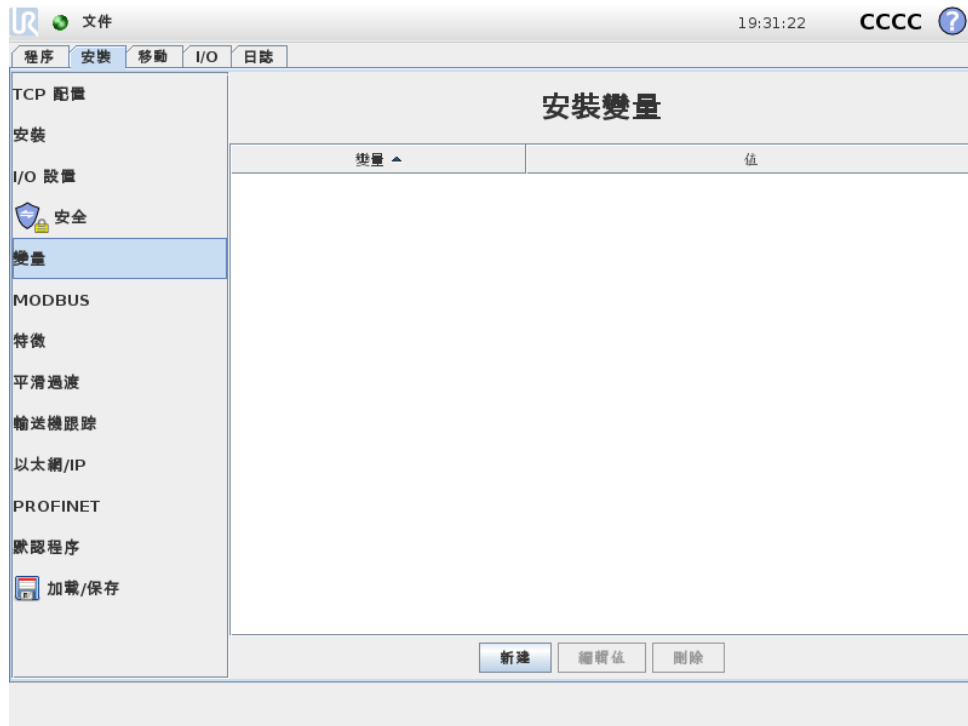 UR 文件 19:31:22 CCCC ?
程序 安裝 移動 I/O 日誌
TCP 配置
安裝變量
安裝
變量 值
I/O 設置
安全
變量
MODBUS
特徵
平滑過渡
輸送機跟踪
以太網/IP
PROFINET
默認程序
加載/保存
新建 編輯值 刪除